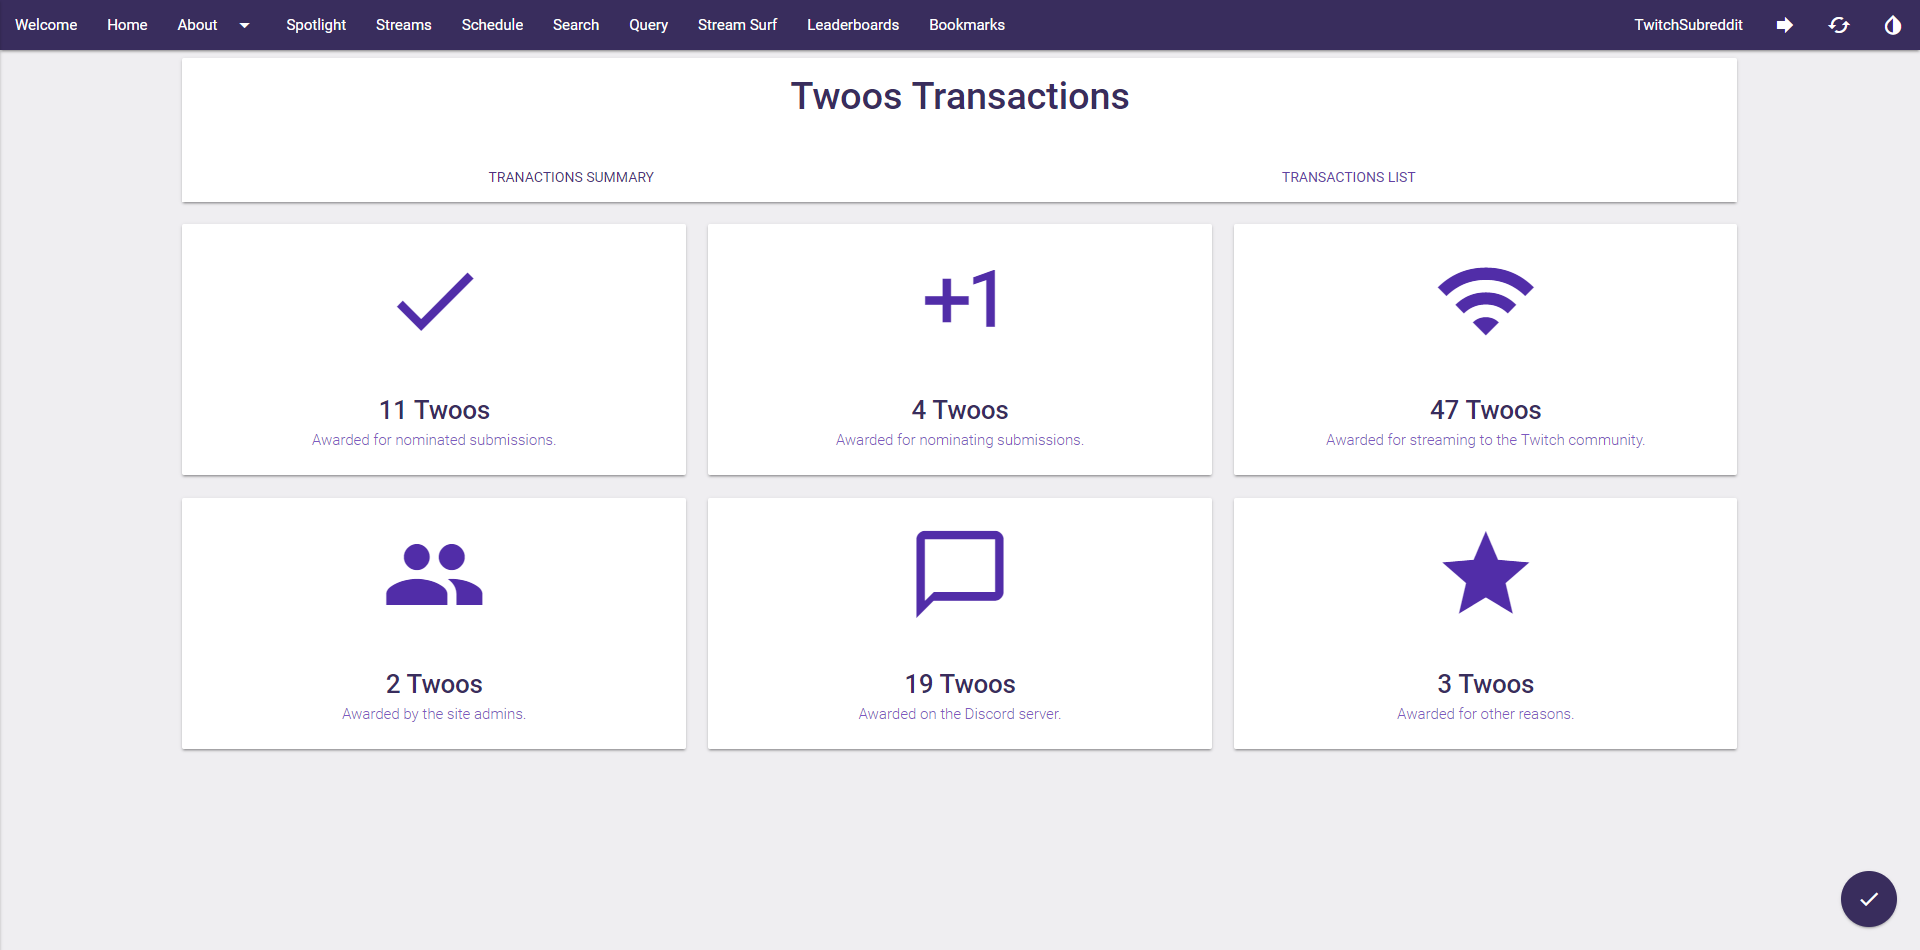 Welcome Home About Spotlight Streams Schedule Search Query Stream Surf Leaderboards Bookmarks TwitchSubreddit
Twoos Transactions
TRANACTIONS SUMMARY TRANSACTIONS LIST
+1
11 Twoos
Awarded for nominated submissions.
4 Twoos
Awarded for nominating submissions.
47 Twoos
Awarded for streaming to the Twitch community.
2 Twoos
Awarded by the site admins.
19 Twoos
Awarded on the Discord server.
3 Twoos
Awarded for other reasons.